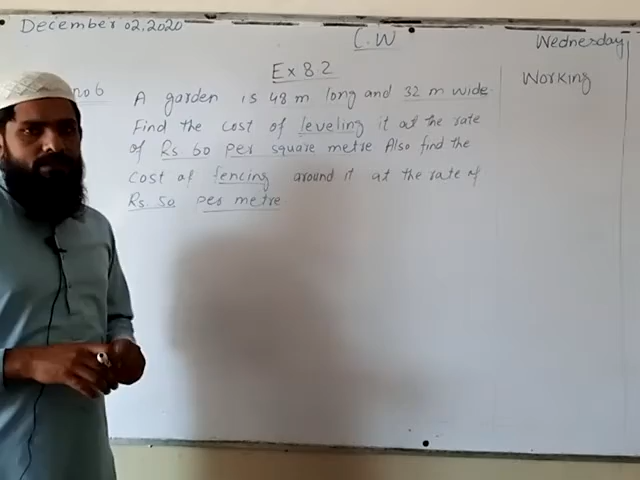 December 02, 2020
C.W
Wednesday
Ex 8 2
Working
no 6
A garden is 48 m long and 32 m wide.
Find the cost of leveling it at the rate
of Rs 60 per square metre Also find the
cost of fencing around it at the rate of
Rs 50 per metre